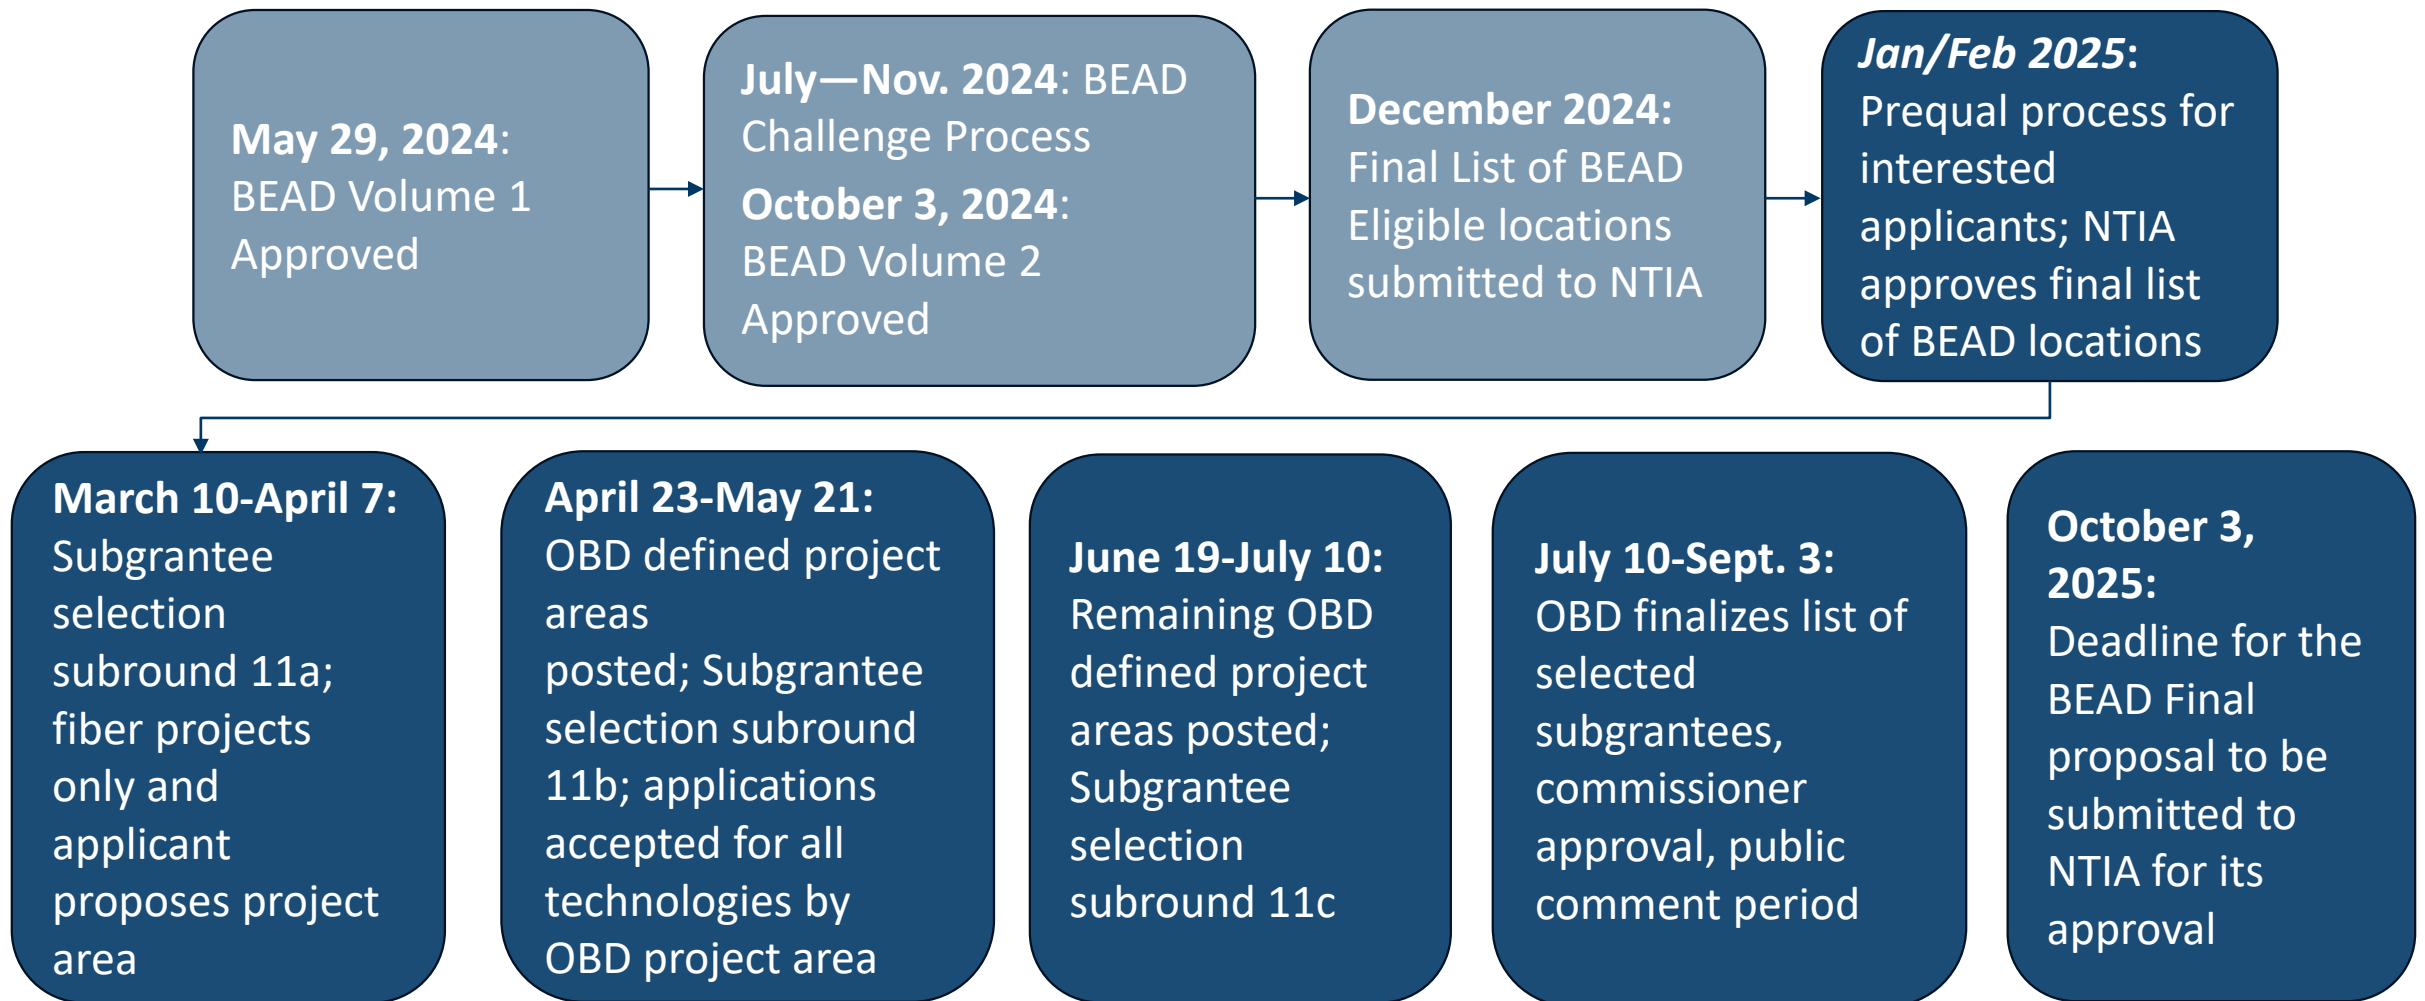 May 29, 2024:
BEAD Volume 1
Approved
July—Nov. 2024: BEAD
Challenge Process
October 3, 2024:
BEAD Volume 2
Approved
December 2024:
Final List of BEAD
Eligible locations
submitted to NTIA
Jan/Feb 2025:
Prequal process for
interested
applicants; NTIA
approves final list
of BEAD locations
March 10-April 7:
Subgrantee
selection
subround 11a;
fiber projects
only and
applicant
proposes project
area
April 23-May 21:
OBD defined project
areas
posted; Subgrantee
selection subround
11b; applications
accepted for all
technologies by
OBD project area
June 19-July 10:
Remaining OBD
defined project
areas posted;
Subgrantee
selection
subround 11c
July 10-Sept. 3:
OBD finalizes list of
selected
subgrantees,
commissioner
approval, public
comment period
October 3,
2025:
Deadline for the
BEAD Final
proposal to be
submitted to
NTIA for its
approval